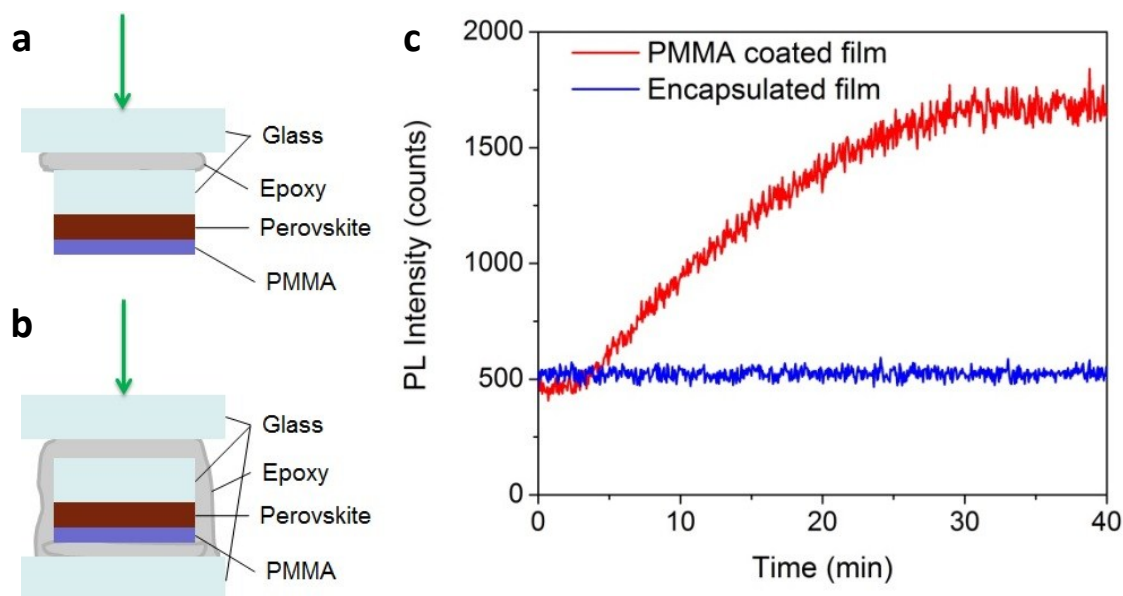 a
Glass
Epoxy
Perovskite
PMMA
b
Glass
Epoxy
Perovskite
PMMA
c
PMMA coated film
Encapsulated film
PL Intensity (counts)
2000
1500
1000
500
0
0 10 20 30 40
Time (min)